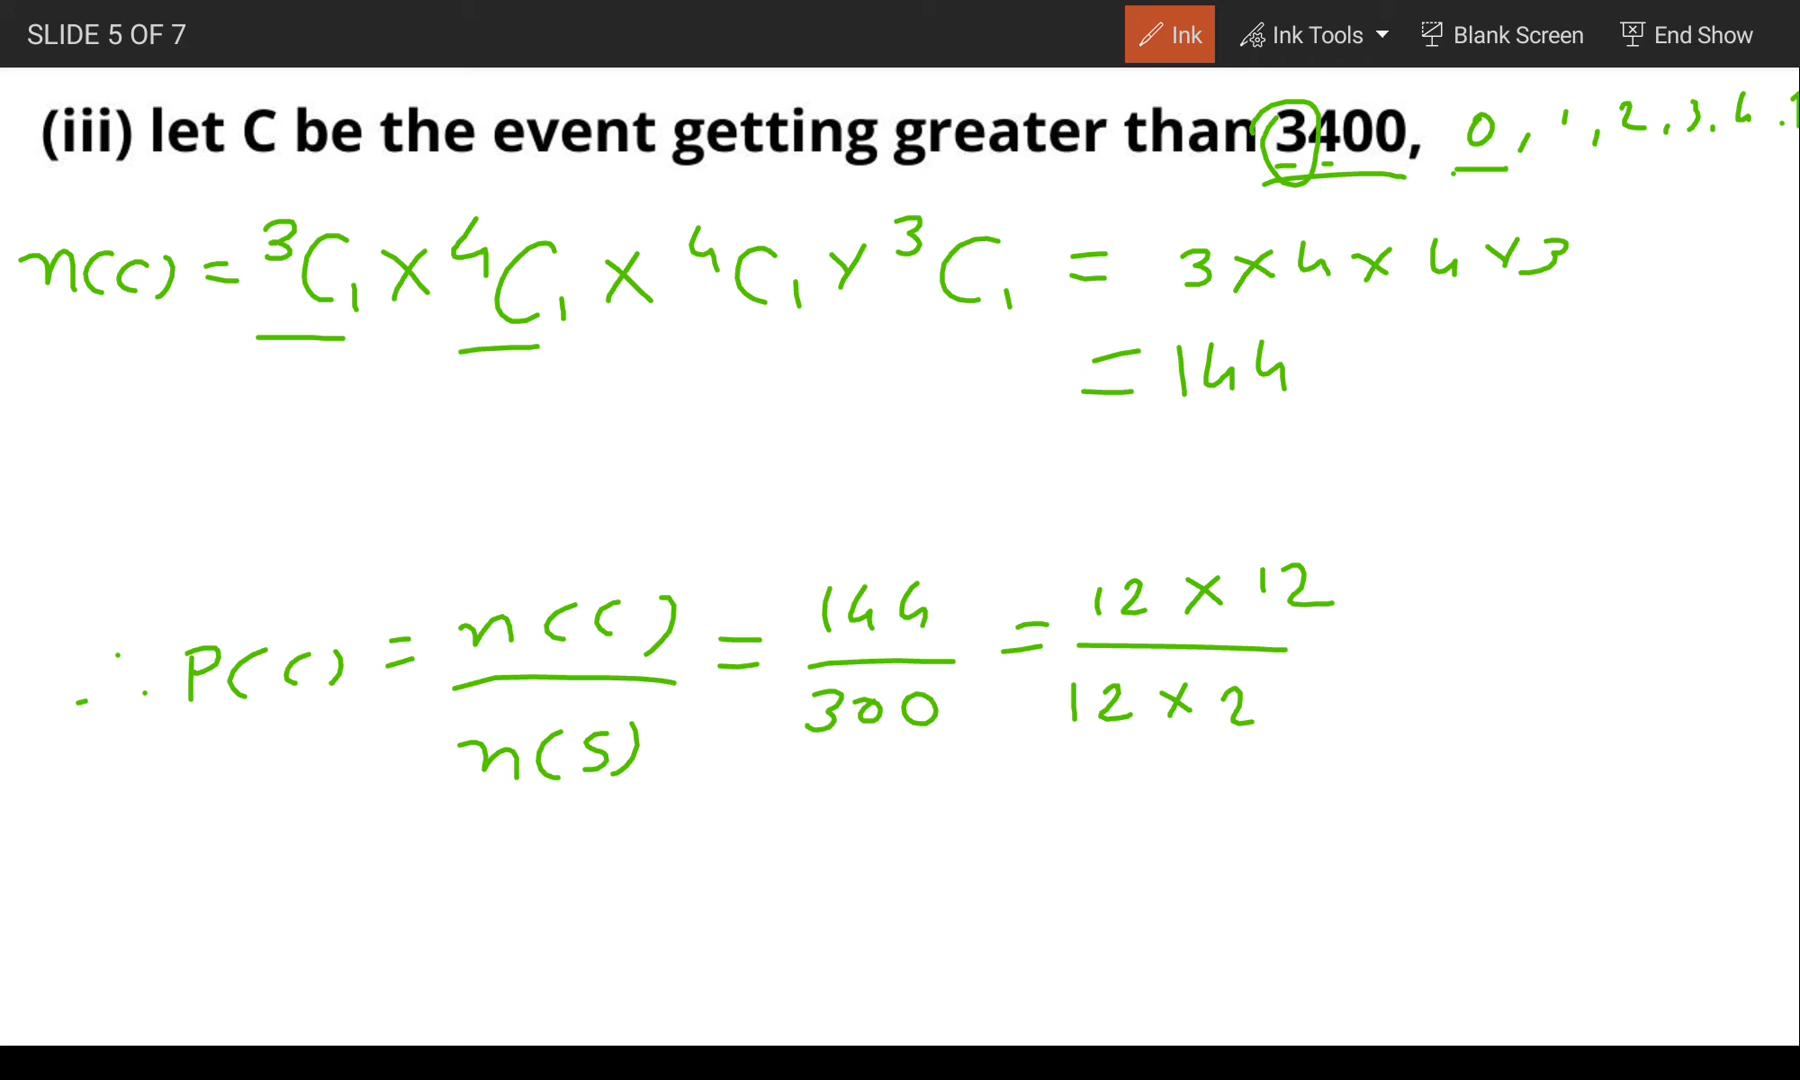 SLIDE 5 OF 7 Ink Ink Tools Blank Screen End Show
(iii) let C be the event getting greater than 3400, 0, 1, 2, 3, 4.
n(C) = ³C₁ × ⁴C₁ × ⁴C₁ × ³C₁ = 3 × 4 × 4 × 3
= 144
∴ P(C) = n(C) / n(S) = 144 / 300 = 12 × 12 / 12 × 2